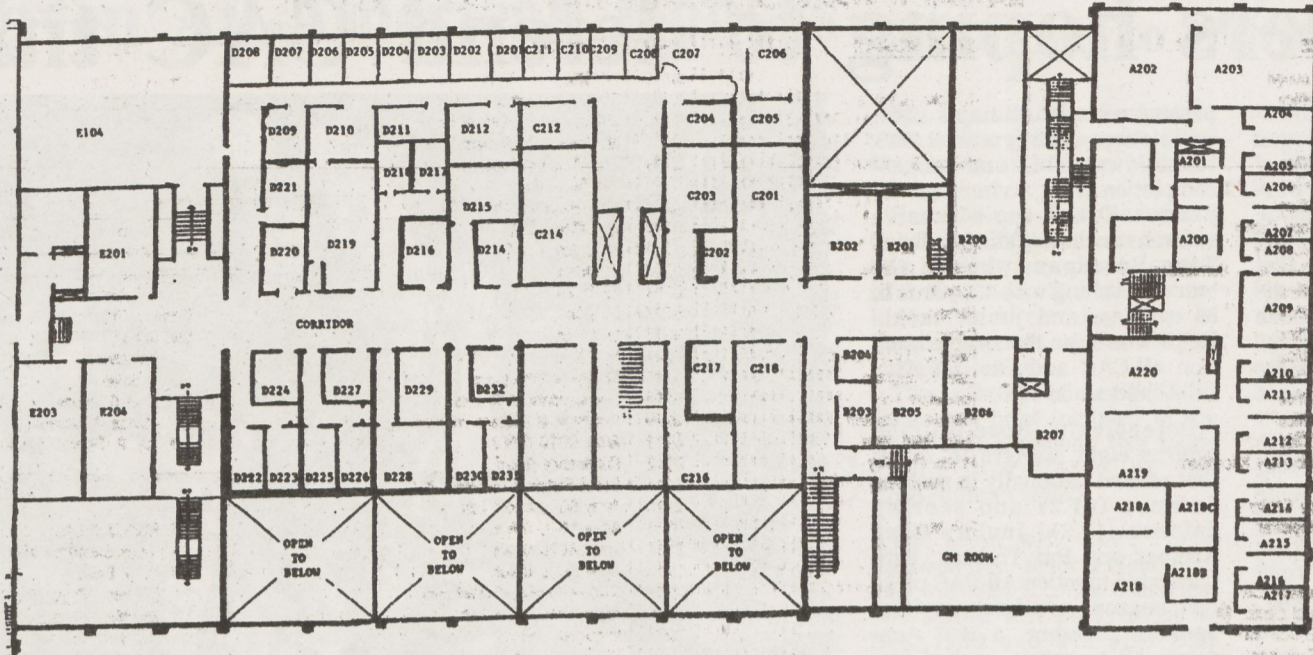 D208 D207 D206 D205 D204 D203 D202 D201 C211 C210 C209 C208 C207 C206
A202 A203
A204
E104
D209 D210 D211 D212 C212 C204 C205
D218 D217
D221
A201 A205
A206
D219 D215 C214 C203 C201
D220 D216 D214 C202
E201
B202 B201 B200
A200 A207
A208
A209
CORRIDOR
B204
C217 C218
A220 A210
A211
E203 E204
D224 D227 D229 D232
B203 B205 B206
B207
A212
A213
D222 D223 D225 D226 D228 D230 D231 C216
A219
A218A A218C A214
A215
OPEN
TO
BELOW
OPEN
TO
BELOW
OPEN
TO
BELOW
OPEN
TO
BELOW
GM ROOM
A218 A218B A216
A217